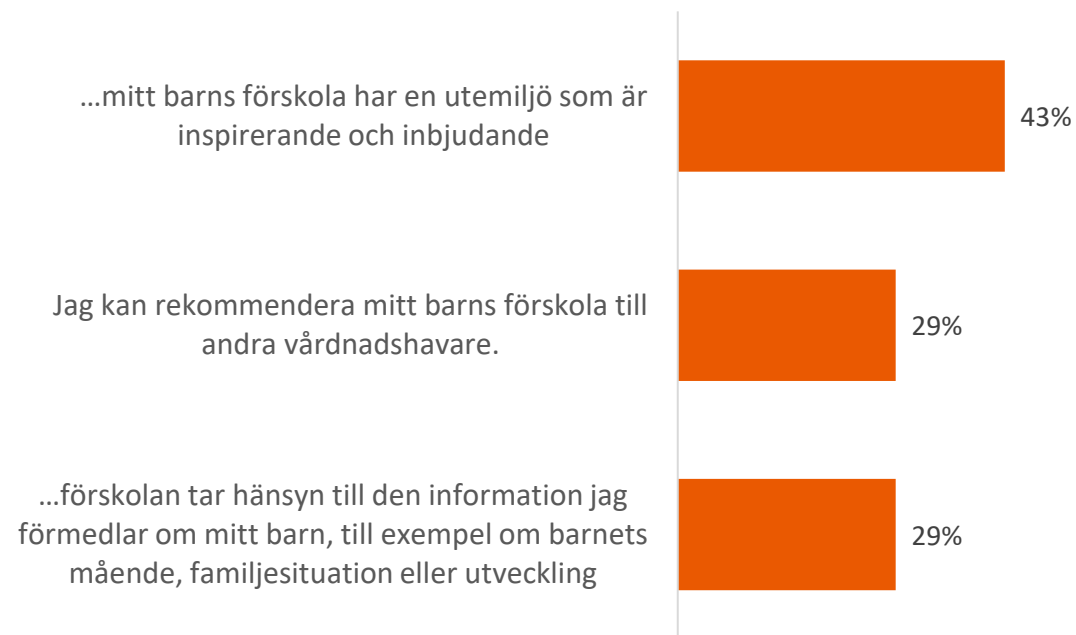 …mitt barns förskola har en utemiljö som är
inspirerande och inbjudande
43%
Jag kan rekommendera mitt barns förskola till
andra vårdnadshavare.
29%
…förskolan tar hänsyn till den information jag
förmedlar om mitt barn, till exempel om barnets
mående, familjesituation eller utveckling
29%